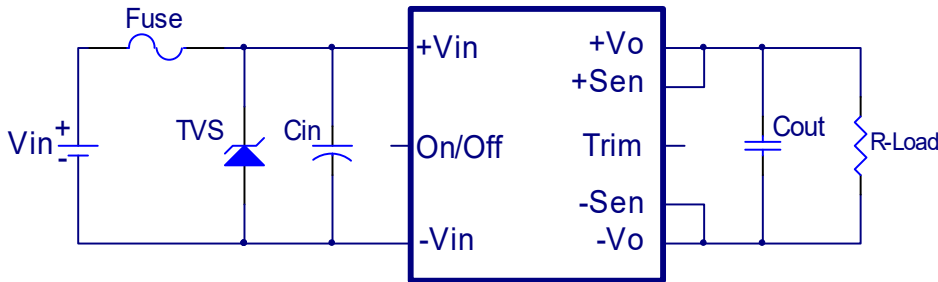 Fuse
Vin
+
-
TVS
Cin
+Vin
On/Off
-Vin
+Vo
+Sen
Trim
-Sen
-Vo
Cout
R-Load